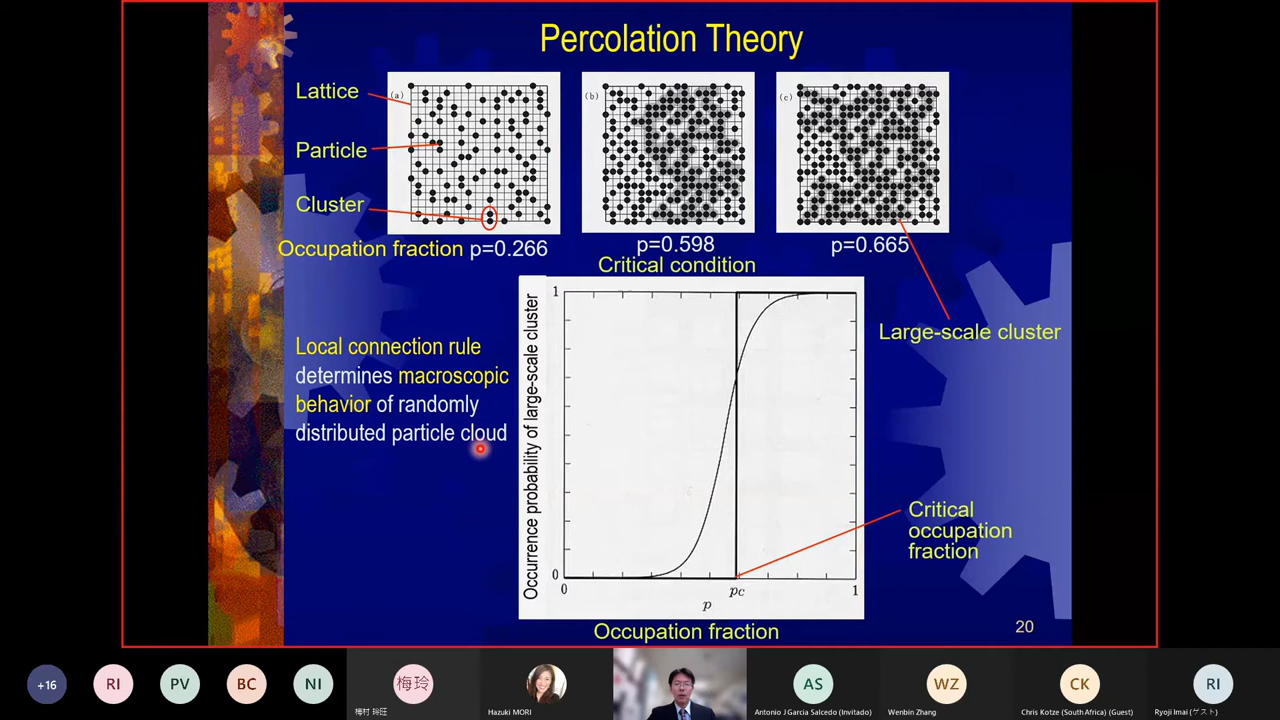 Percolation Theory
Lattice
Particle
Cluster
(a)
(b)
(c)
Occupation fraction p=0.266
p=0.598
p=0.665
Critical condition
Large-scale cluster
Local connection rule
determines macroscopic
behavior of randomly
distributed particle cloud
Occurrence probability of large-scale cluster
1
0
0
pc
1
p
Critical
occupation
fraction
Occupation fraction
20
+16
RI
PV
BC
NI
梅玲
梅村 玲旺
Hazuki MORI
AS
Antonio J Garcia Salcedo (Invitado)
WZ
Wenbin Zhang
CK
Chris Kotze (South Africa) (Guest)
RI
Ryoji Imai (ゲスト)